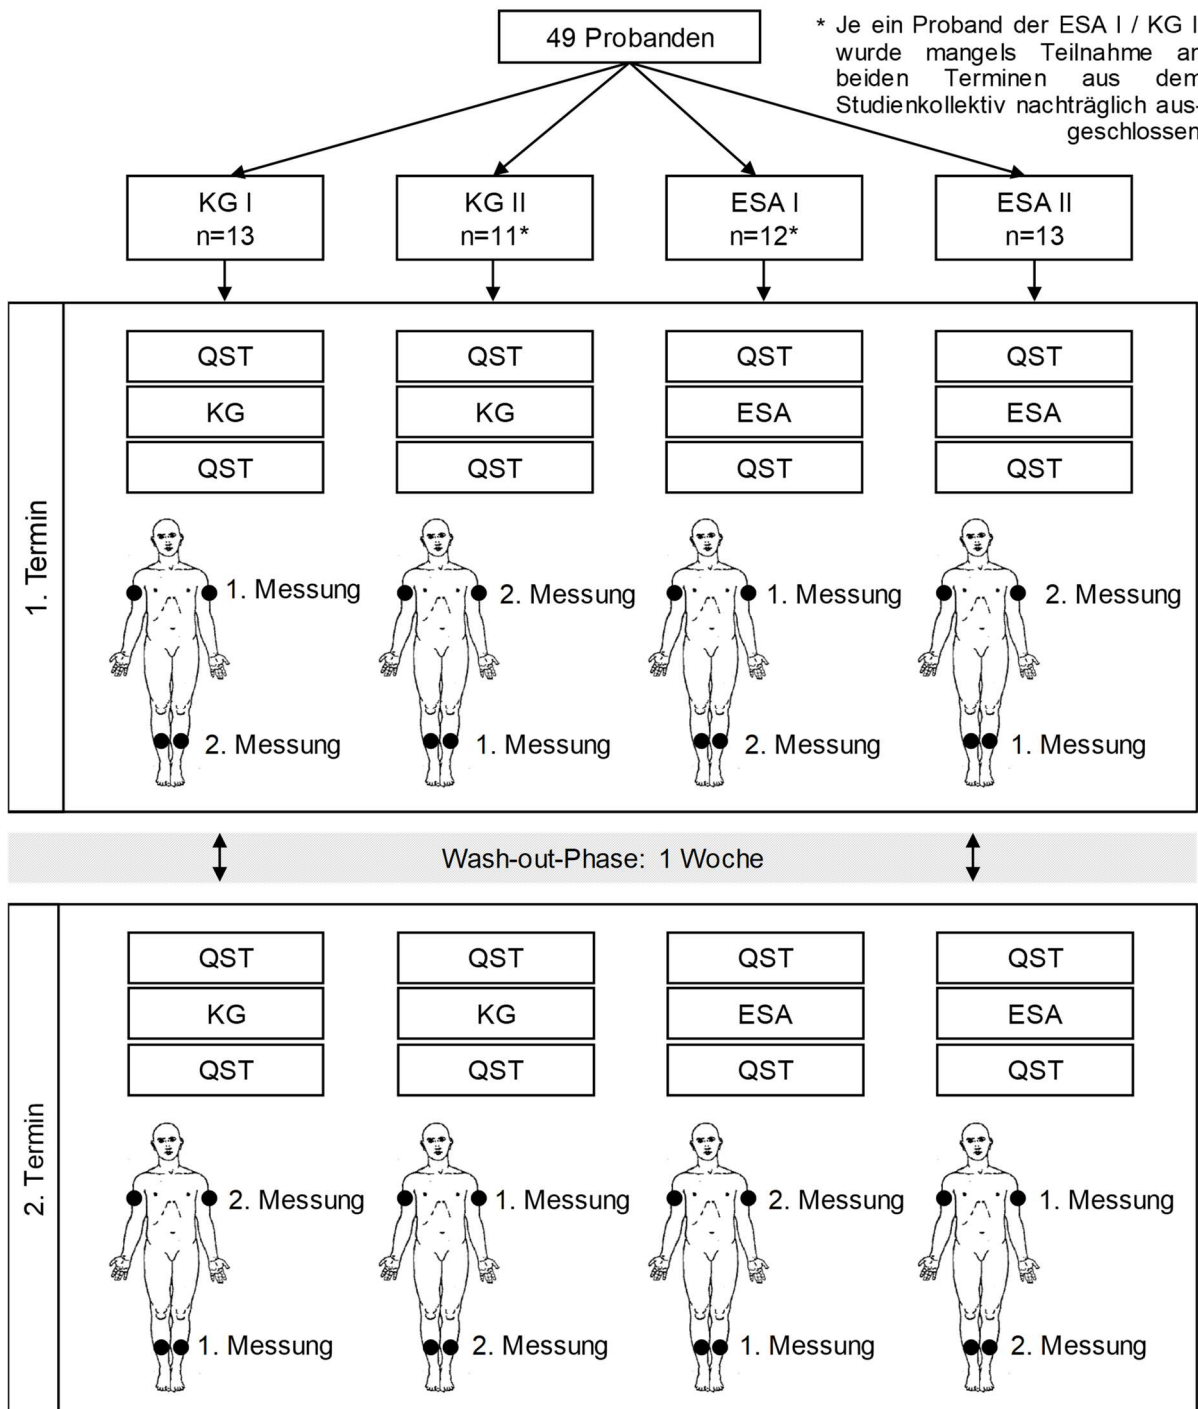 49 Probanden
* Je ein Proband der ESA I / KG I
wurde mangels Teilnahme an
beiden Terminen aus dem
Studienkollektiv nachträglich aus-
geschlossen
KG I
n=13
KG II
n=11*
ESA I
n=12*
ESA II
n=13
1. Termin
QST
QST
QST
QST
KG
KG
ESA
ESA
QST
QST
QST
QST
1. Messung
2. Messung
1. Messung
2. Messung
2. Messung
1. Messung
2. Messung
1. Messung
Wash-out-Phase: 1 Woche
2. Termin
QST
QST
QST
QST
KG
KG
ESA
ESA
QST
QST
QST
QST
2. Messung
1. Messung
2. Messung
1. Messung
1. Messung
2. Messung
1. Messung
2. Messung